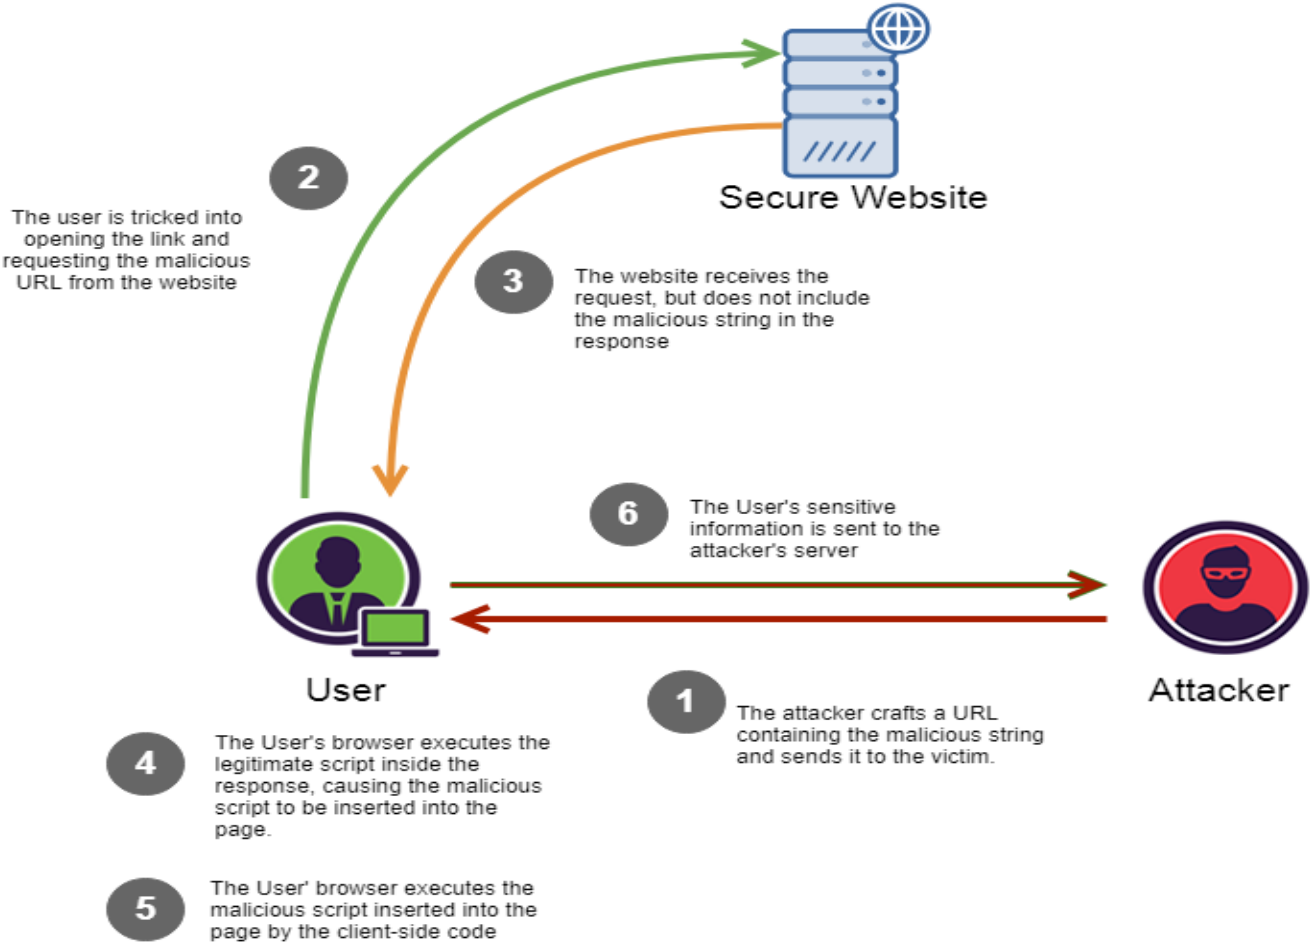 Secure Website
2
The user is tricked into
opening the link and
requesting the malicious
URL from the website
3
The website receives the
request, but does not include
the malicious string in the
response
6
The User's sensitive
information is sent to the
attacker's server
User
Attacker
1
The attacker crafts a URL
containing the malicious string
and sends it to the victim.
4
The User's browser executes the
legitimate script inside the
response, causing the malicious
script to be inserted into the
page.
5
The User' browser executes the
malicious script inserted into the
page by the client-side code